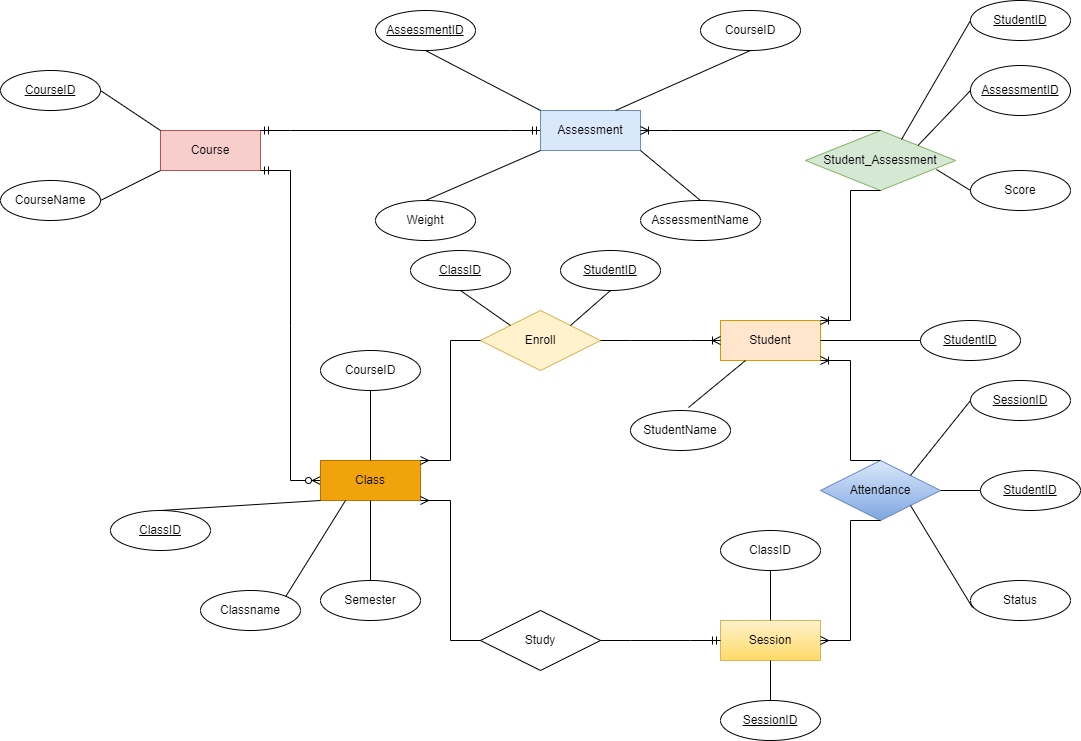 StudentID
AssessmentID
CourseID
CourseID
AssessmentID
Assessment
Course
Student_Assessment
Score
CourseName
Weight
AssessmentName
ClassID
StudentID
Enroll
Student
StudentID
CourseID
SessionID
StudentName
Class
Attendance
StudentID
ClassID
ClassID
Classname
Semester
Status
Study
Session
SessionID